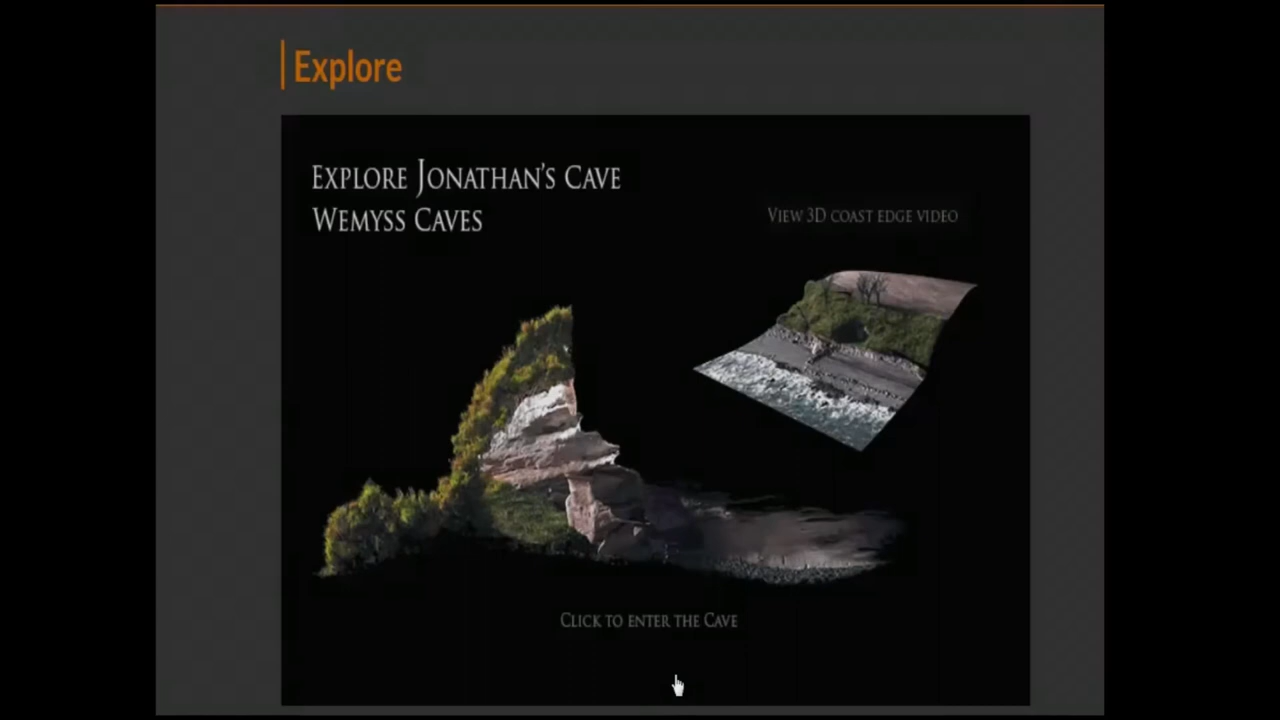 Explore
EXPLORE JONATHAN'S CAVE
WEMYSS CAVES
VIEW 3D COAST EDGE VIDEO
CLICK TO ENTER THE CAVE